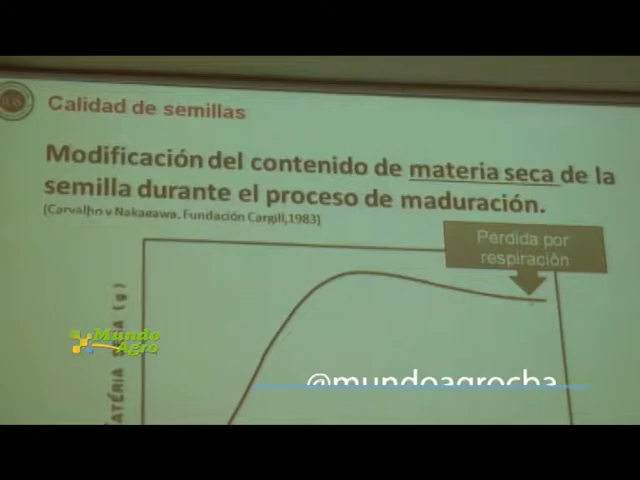 Calidad de semillas
Modificación del contenido de materia seca de la
semilla durante el proceso de maduración.
(Carvalho y Nakagawa, Fundación Cargill,1983)
Perdida por
respiración
(g)
Mundo
Agro
@mundoagrocba